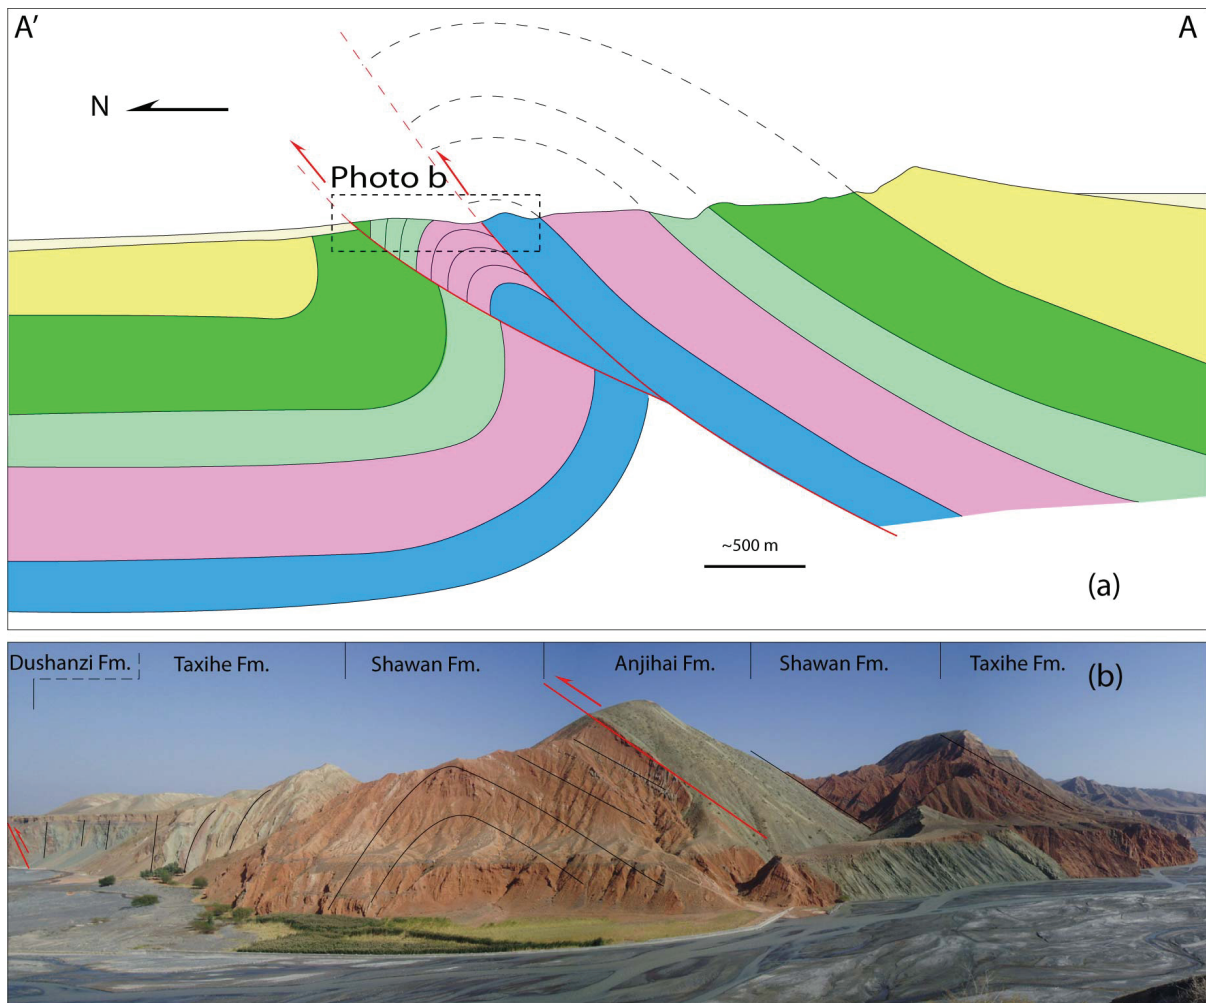 A′ A
N
Photo b
~500 m
(a)
Dushanzi Fm. Taxihe Fm. Shawan Fm. Anjihai Fm. Shawan Fm. Taxihe Fm. (b)